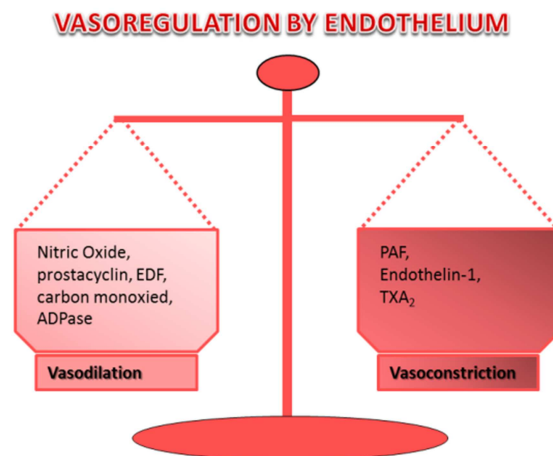 VASOREGULATION BY ENDOTHELIUM
Nitric Oxide,
prostacyclin, EDF,
carbon monoxied,
ADPase
Vasodilation
PAF,
Endothelin-1,
TXA₂
Vasoconstriction